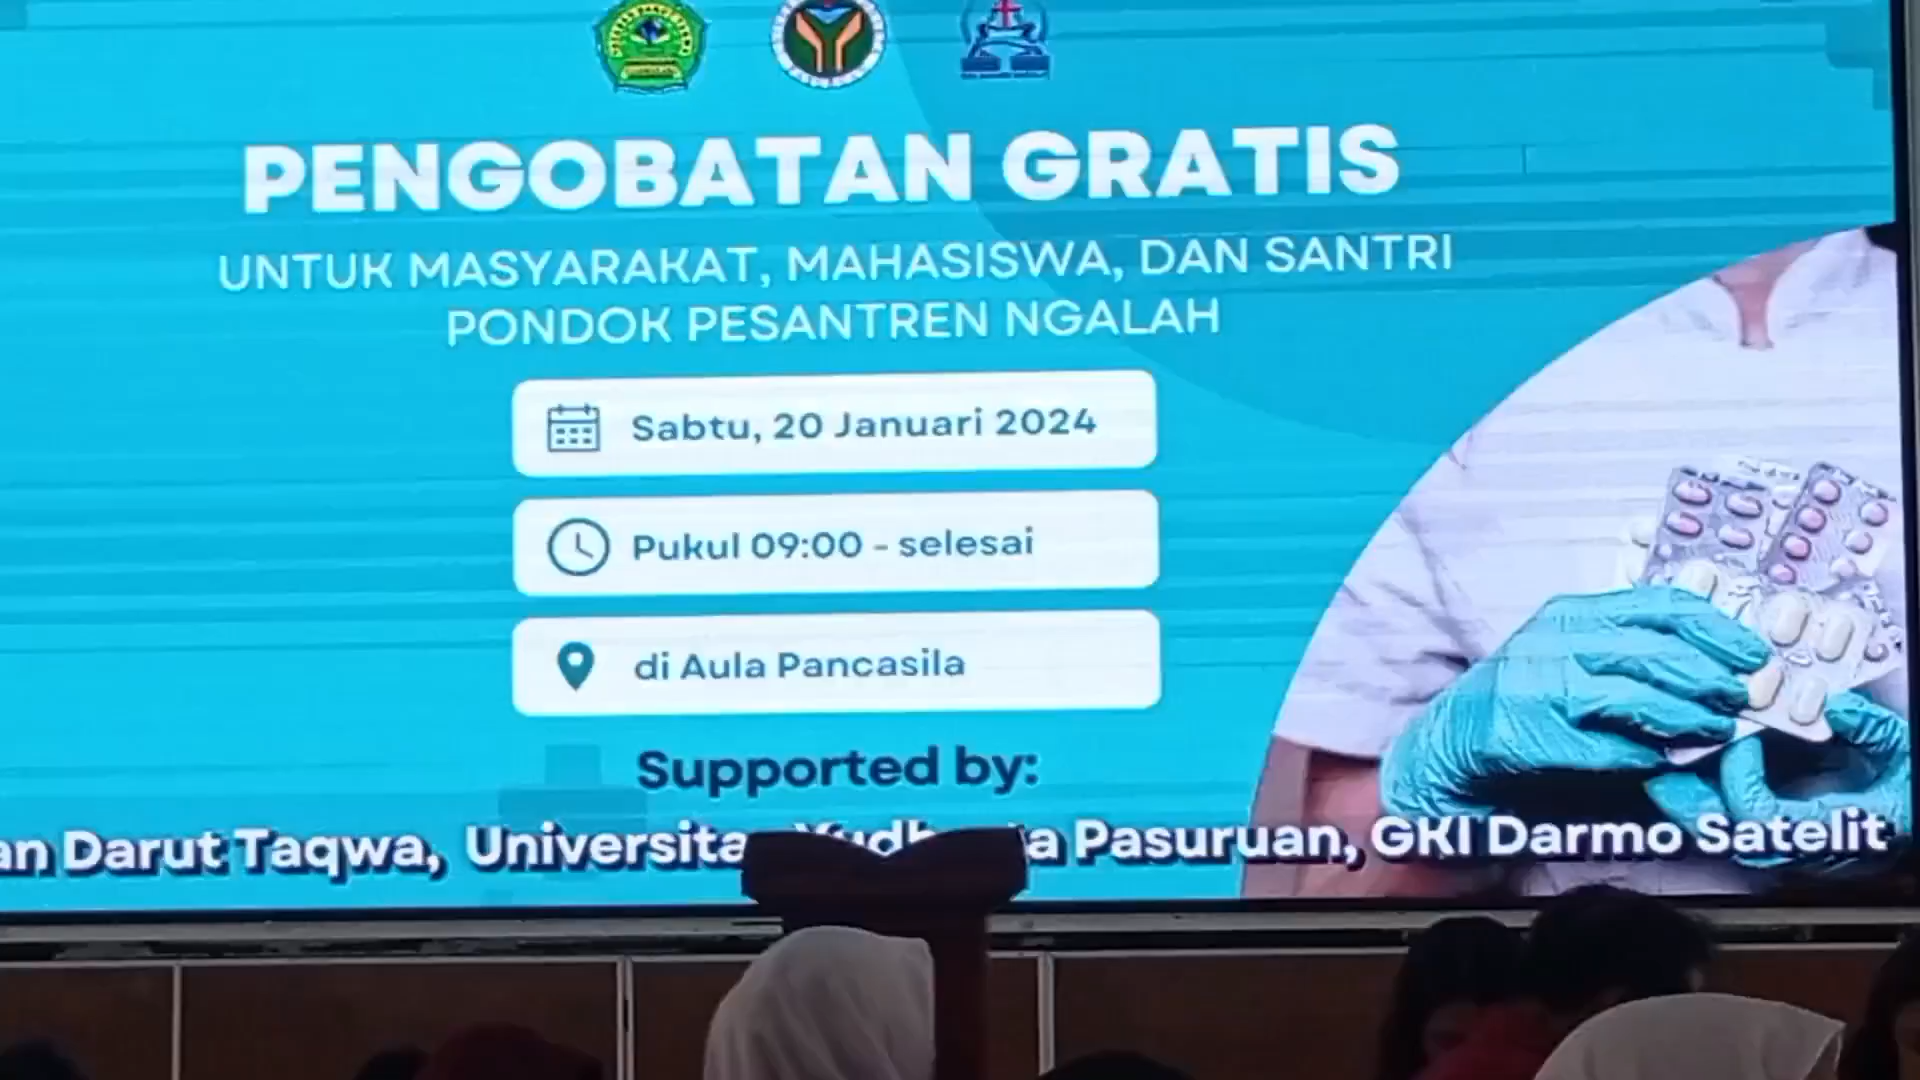 PENGOBATAN GRATIS
UNTUK MASYARAKAT, MAHASISWA, DAN SANTRI
PONDOK PESANTREN NGALAH
Sabtu, 20 Januari 2024
Pukul 09:00 - selesai
di Aula Pancasila
Supported by:
Darut Taqwa, Pasuruan, GKI Darmo Satelit